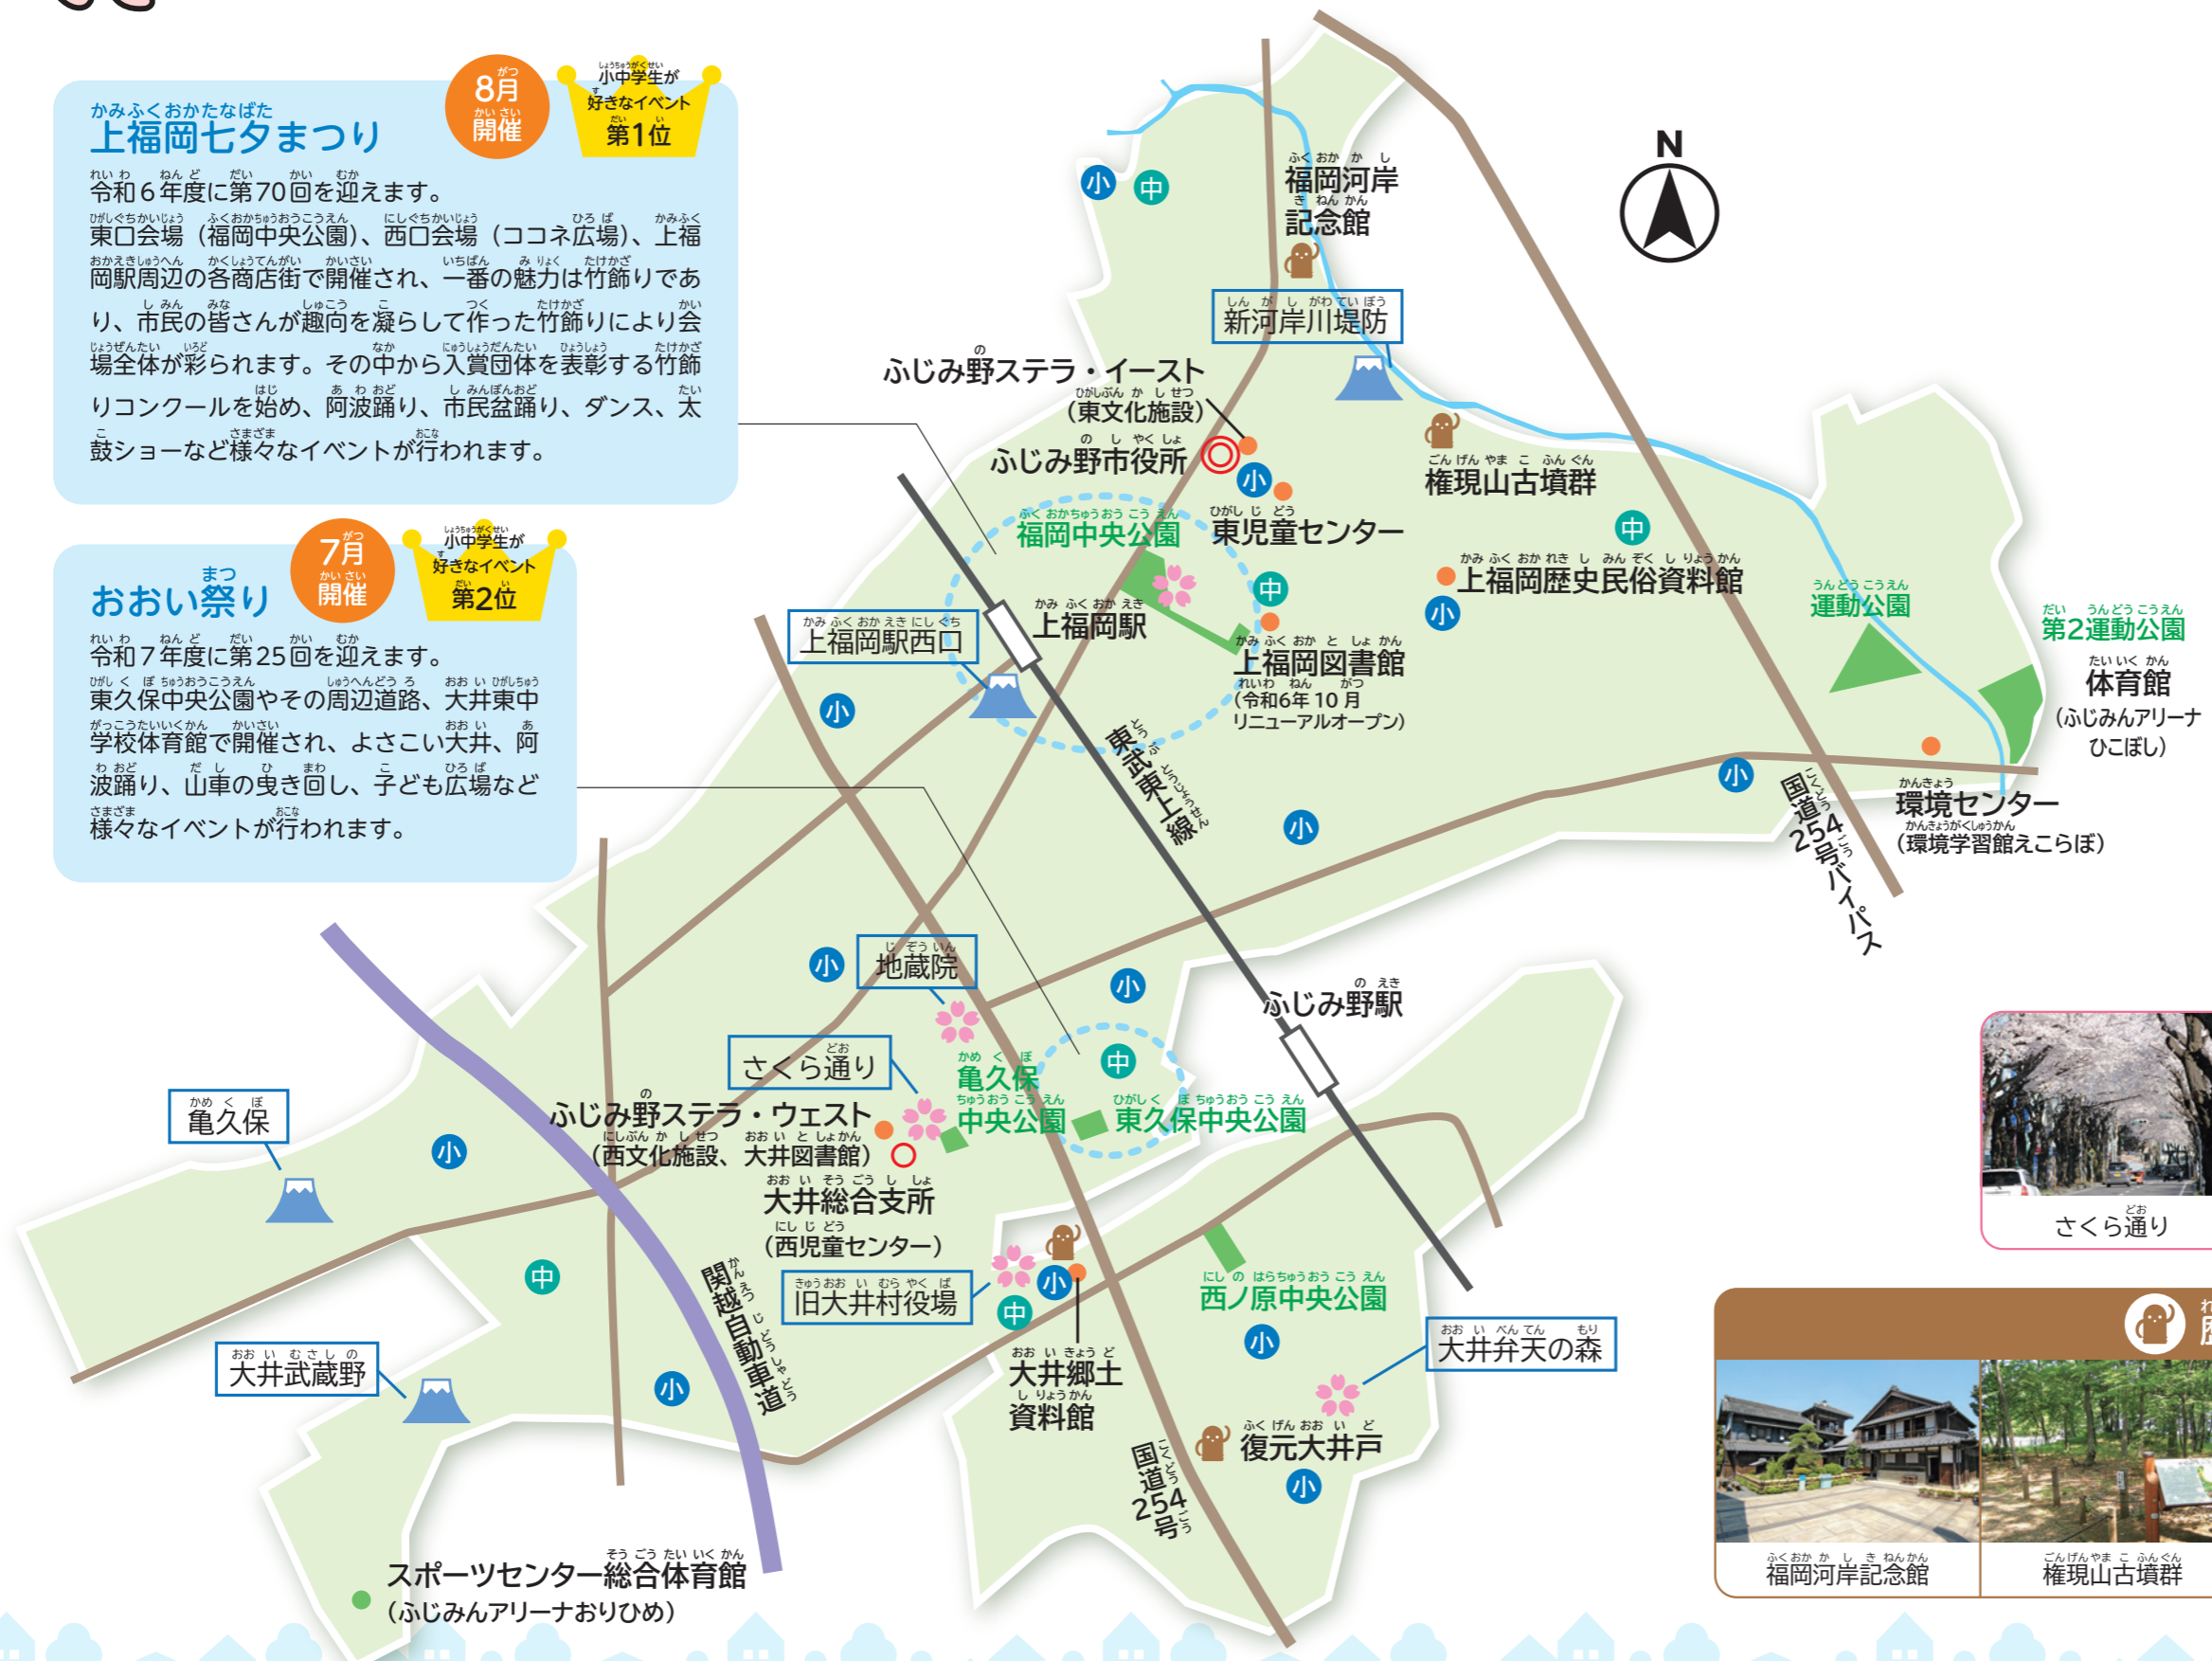 上福岡七夕まつり
8月
開催
小中学生が
好きなイベント
第1位
令和6年度に第70回を迎えます。
東口会場（福岡中央公園）、西口会場（ココネ広場）、上福
岡駅周辺の各商店街で開催され、一番の魅力は竹飾りであ
り、市民の皆さんが趣向を凝らして作った竹飾りにより会
場全体が彩られます。その中から入賞団体を表彰する竹飾
りコンクールを始め、阿波踊り、市民盆踊り、ダンス、太
鼓ショーなど様々なイベントが行われます。
おおい祭り
7月
開催
小中学生が
好きなイベント
第2位
令和7年度に第25回を迎えます。
東久保中央公園やその周辺道路、大井東中
学校体育館で開催され、よさこい大井、阿
波踊り、山車の曳き回し、子ども広場など
様々なイベントが行われます。
N
小
中
福岡河岸
記念館
新河岸川堤防
ふじみ野ステラ・イースト
（東文化施設）
ふじみ野市役所
小
権現山古墳群
福岡中央公園
東児童センター
中
上福岡歴史民俗資料館
小
中
運動公園
第2運動公園
体育館
（ふじみんアリーナ
ひこぼし）
上福岡駅
上福岡駅西口
上福岡図書館
（令和6年10月
リニューアルオープン）
小
東武東上線
小
小
国道254号バイパス
環境センター
（環境学習館えこらぼ）
地蔵院
小
小
ふじみ野駅
さくら通り
亀久保
中央公園
中
東久保中央公園
亀久保
小
ふじみ野ステラ・ウェスト
（西文化施設、大井図書館）
大井総合支所
（西児童センター）
中
関越自動車道
旧大井村役場
小
中
西ノ原中央公園
小
大井弁天の森
大井武蔵野
小
大井郷土
資料館
国道254号
復元大井戸
小
スポーツセンター総合体育館
（ふじみんアリーナおりひめ）
さくら通り
福岡河岸記念館
権現山古墳群